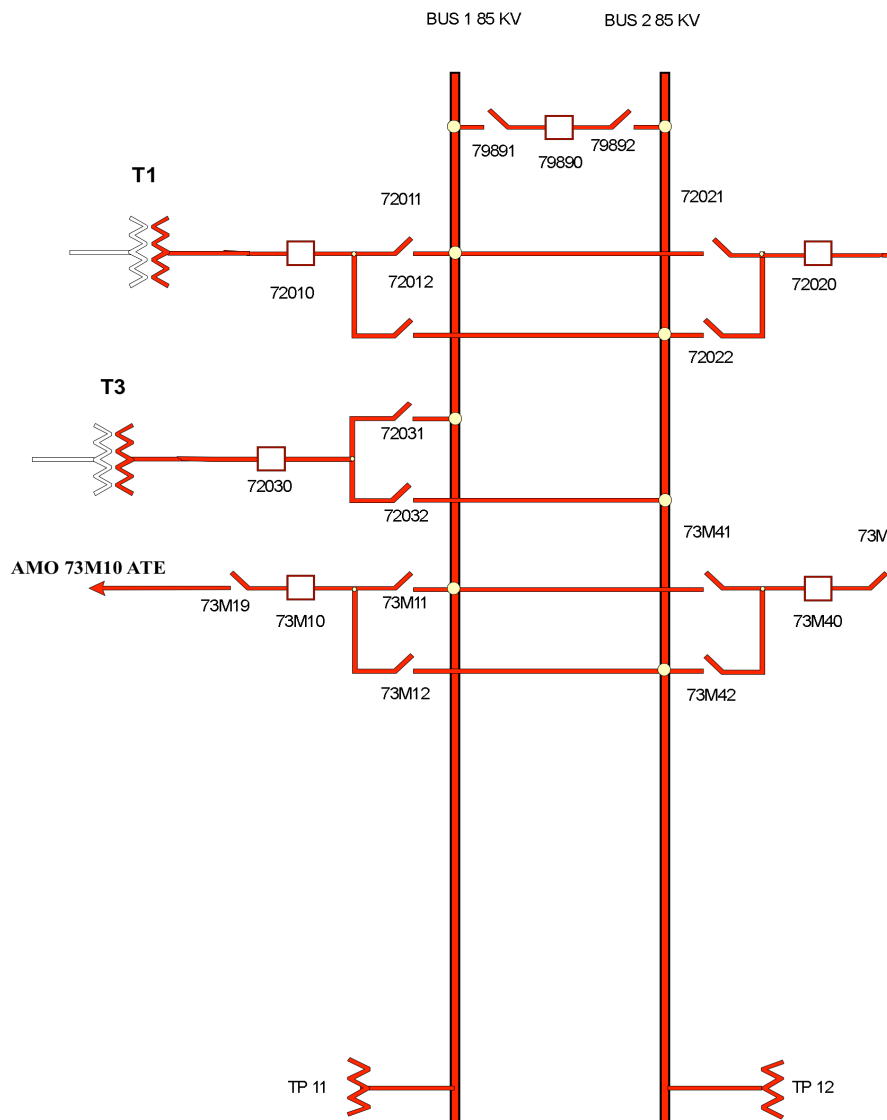 BUS 1 85 KV
BUS 2 85 KV
79891
79890
79892
T1
72011
72021
72010
72012
72020
72022
T3
72031
72030
72032
73M41
73M
AMO 73M10 ATE
73M19
73M10
73M11
73M40
73M12
73M42
TP 11
TP 12